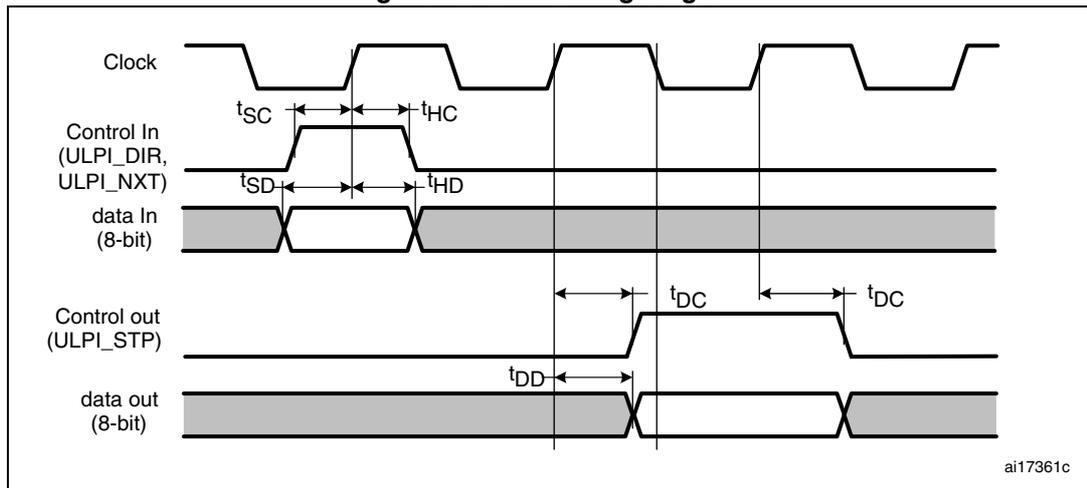 Clock
tSC
tHC
Control In
(ULPI_DIR,
ULPI_NXT)
tSD
tHD
data In
(8-bit)
tDC
tDC
Control out
(ULPI_STP)
tDD
data out
(8-bit)
ai17361c